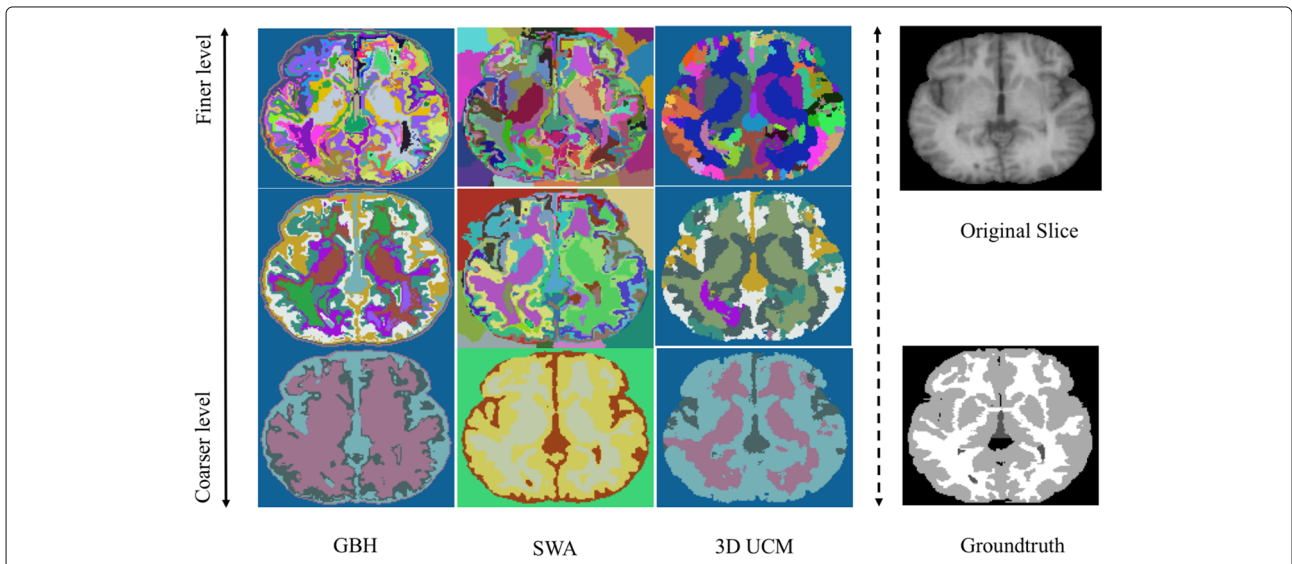 Finer level
Coarser level
Original Slice
GBH
SWA
3D UCM
Groundtruth